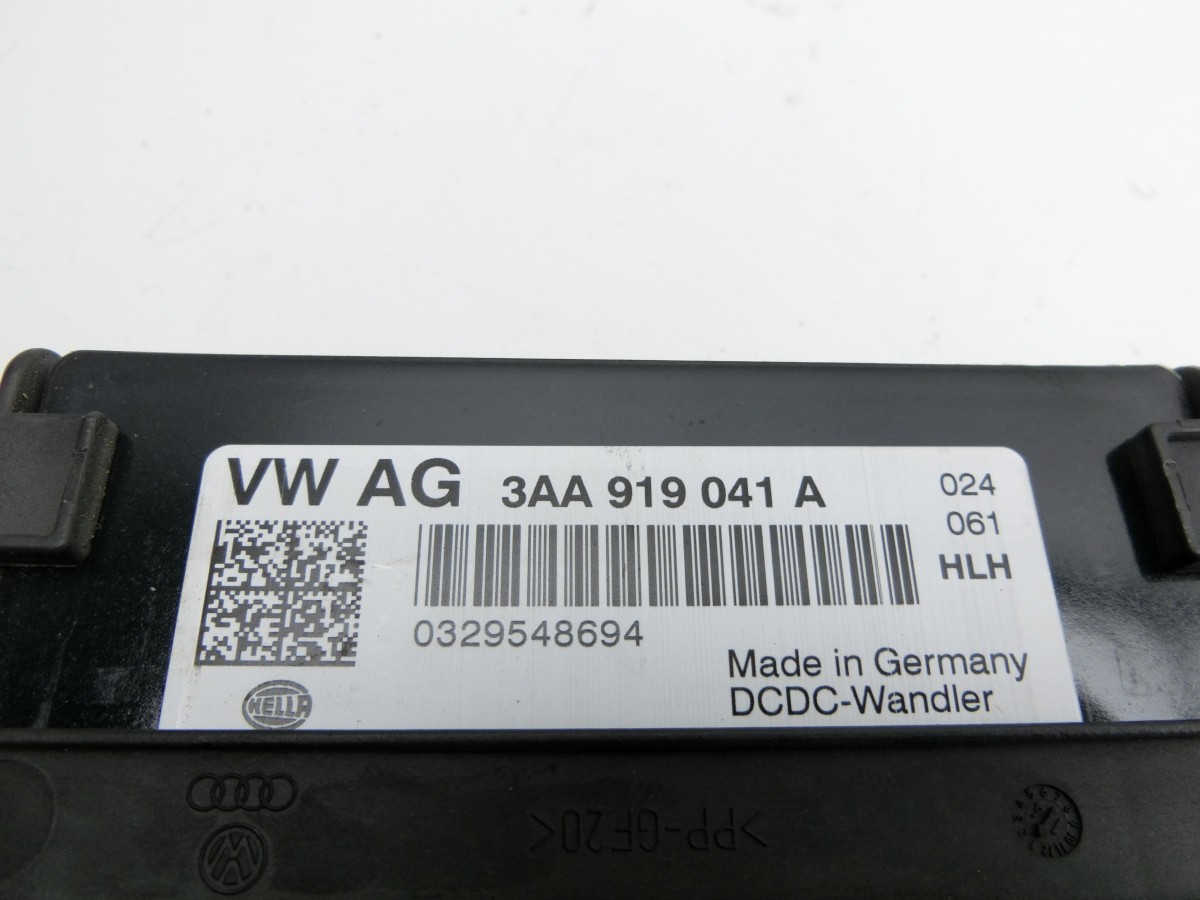 VW AG 3AA 919 041 A
024
061
HLH
0329548694
Made in Germany
DCDC-Wandler
HELLA
>PP-GF20<